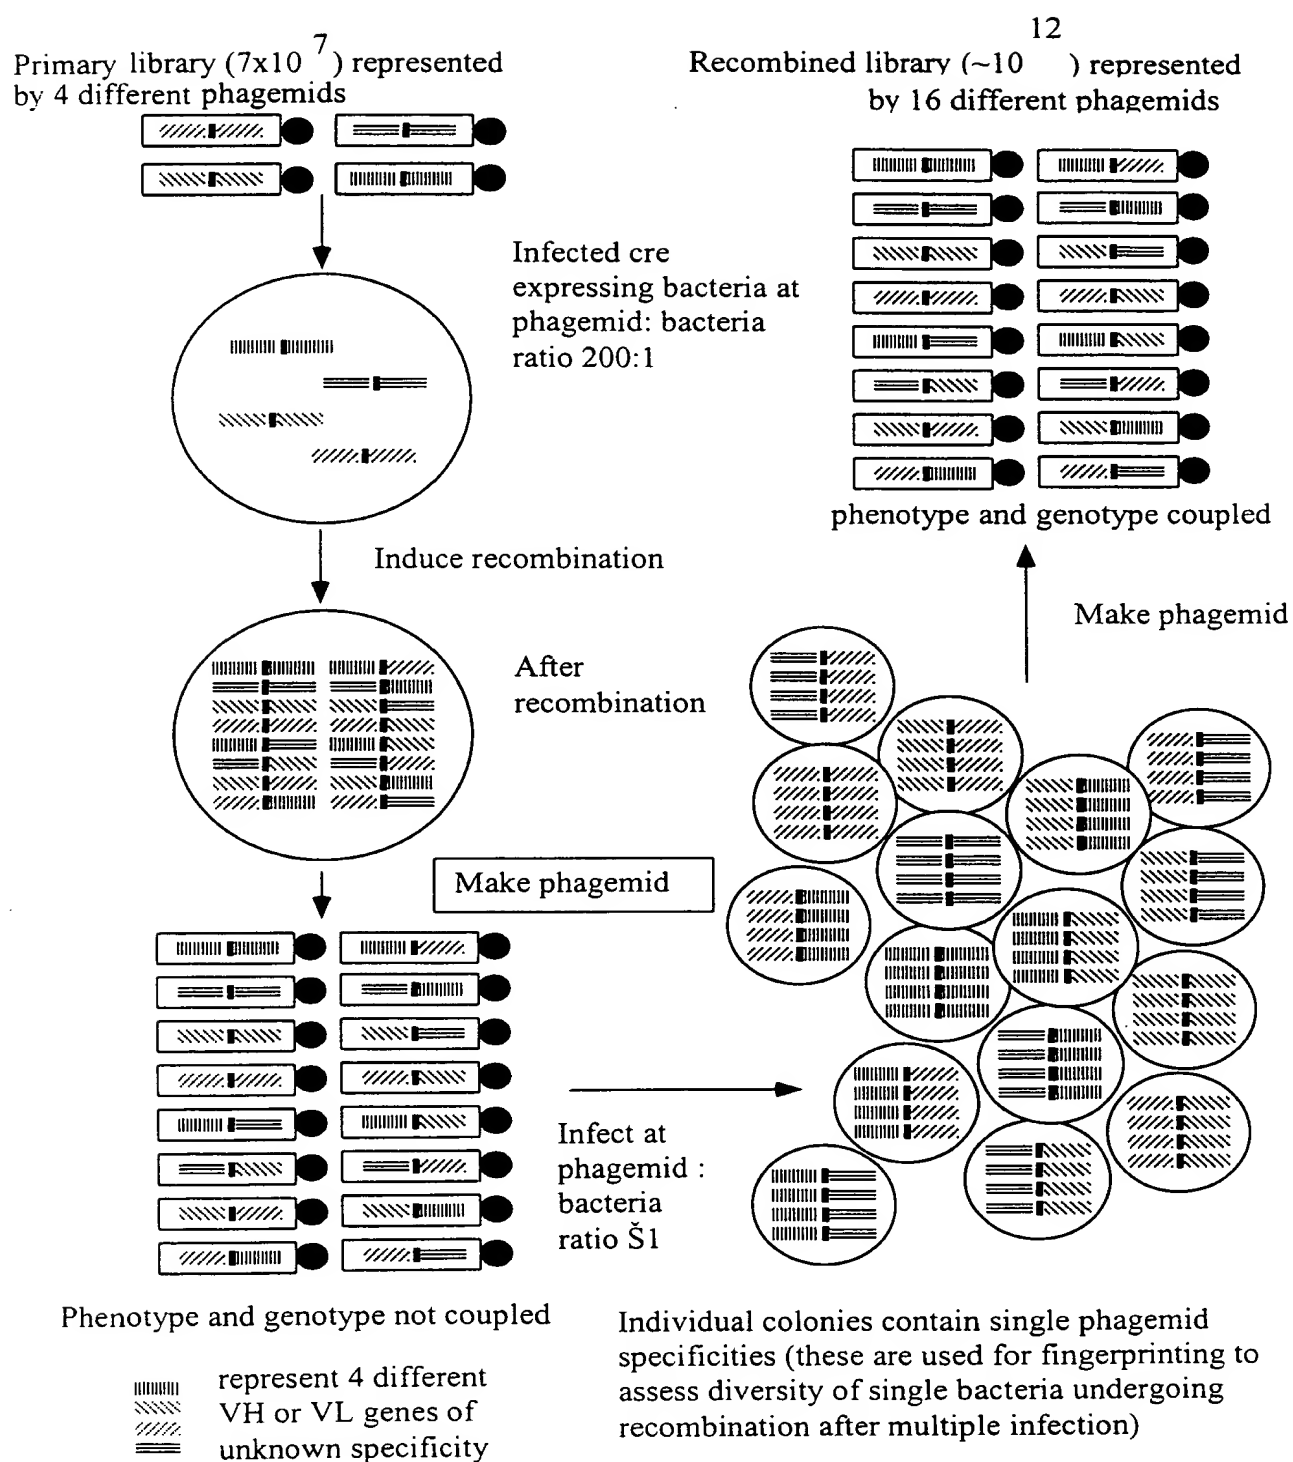 Primary library (7x10 7) represented
by 4 different phagemids
12
Recombined library (~10 ) represented
by 16 different phagemids
Infected cre
expressing bacteria at
phagemid: bacteria
ratio 200:1
phenotype and genotype coupled
Induce recombination
Make phagemid
After
recombination
Make phagemid
Infect at
phagemid :
bacteria
ratio Š1
Phenotype and genotype not coupled
represent 4 different
VH or VL genes of
unknown specificity
Individual colonies contain single phagemid
specificities (these are used for fingerprinting to
assess diversity of single bacteria undergoing
recombination after multiple infection)